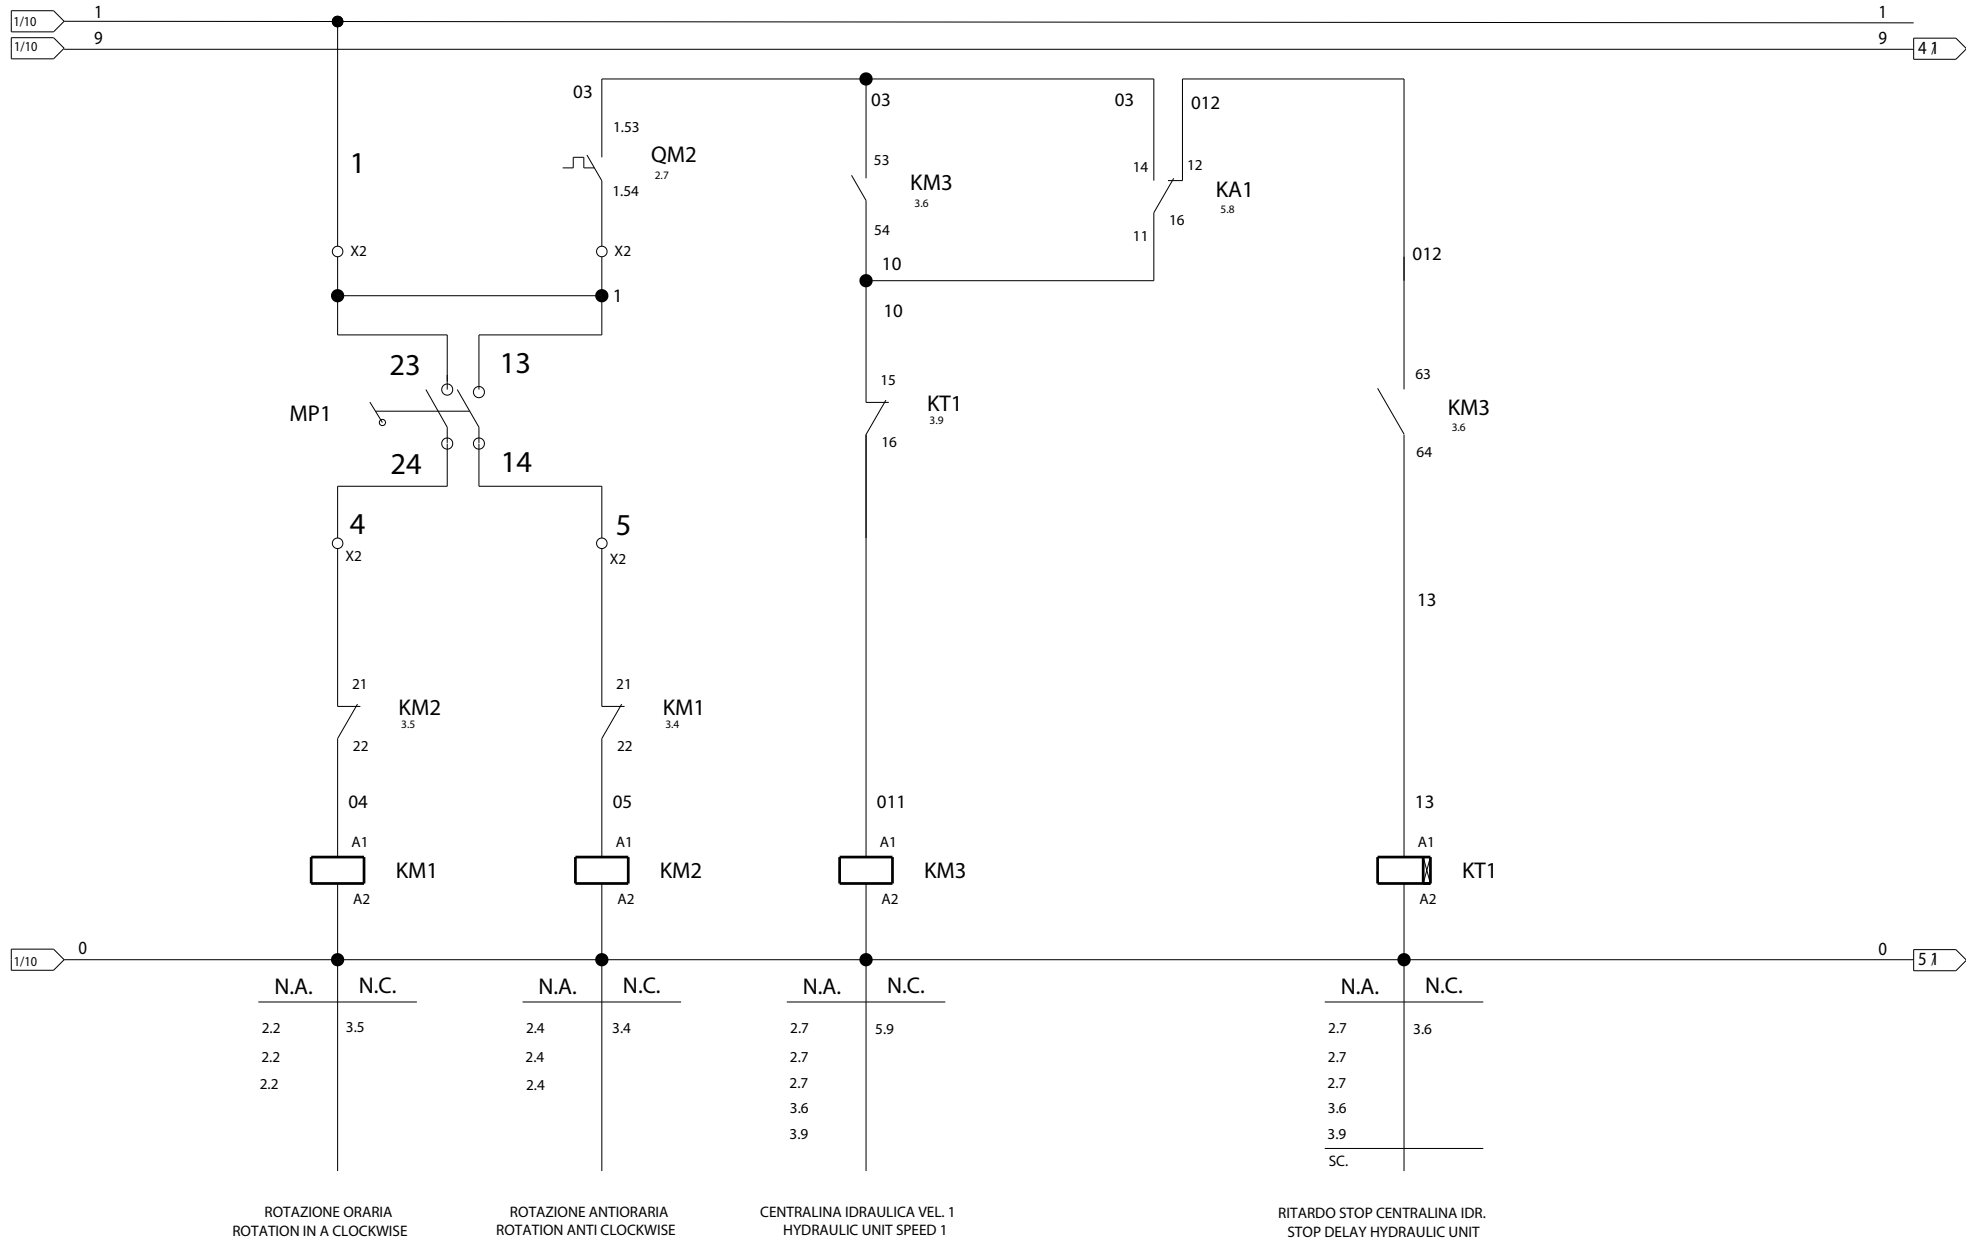 1/10 1 1
1/10 9 9 4/1
03 03 03 012
1.53
1 QM2
2.7
1.54
53
KM3
3.6
54
14 12
KA1
5.8
16
11
X2 X2
10
012
1
10
23 13
63
15
KT1
3.9
16
MP1
KM3
3.6
64
24 14
4 5
X2 X2
13
21 21
KM2 KM1
3.5 3.4
22 22
04 05 011 13
A1 A1 A1 A1
KM1 KM2 KM3 KT1
A2 A2 A2 A2
1/10 0 0 5/1
N.A. N.C. N.A. N.C. N.A. N.C. N.A. N.C.
2.2 3.5 2.4 3.4 2.7 5.9 2.7 3.6
2.2 2.4 2.7 2.7
2.2 2.4 2.7 2.7
3.6 3.6
3.9 3.9
SC.
ROTAZIONE ORARIA
ROTATION IN A CLOCKWISE
ROTAZIONE ANTIORARIA
ROTATION ANTI CLOCKWISE
CENTRALINA IDRAULICA VEL. 1
HYDRAULIC UNIT SPEED 1
RITARDO STOP CENTRALINA IDR.
STOP DELAY HYDRAULIC UNIT